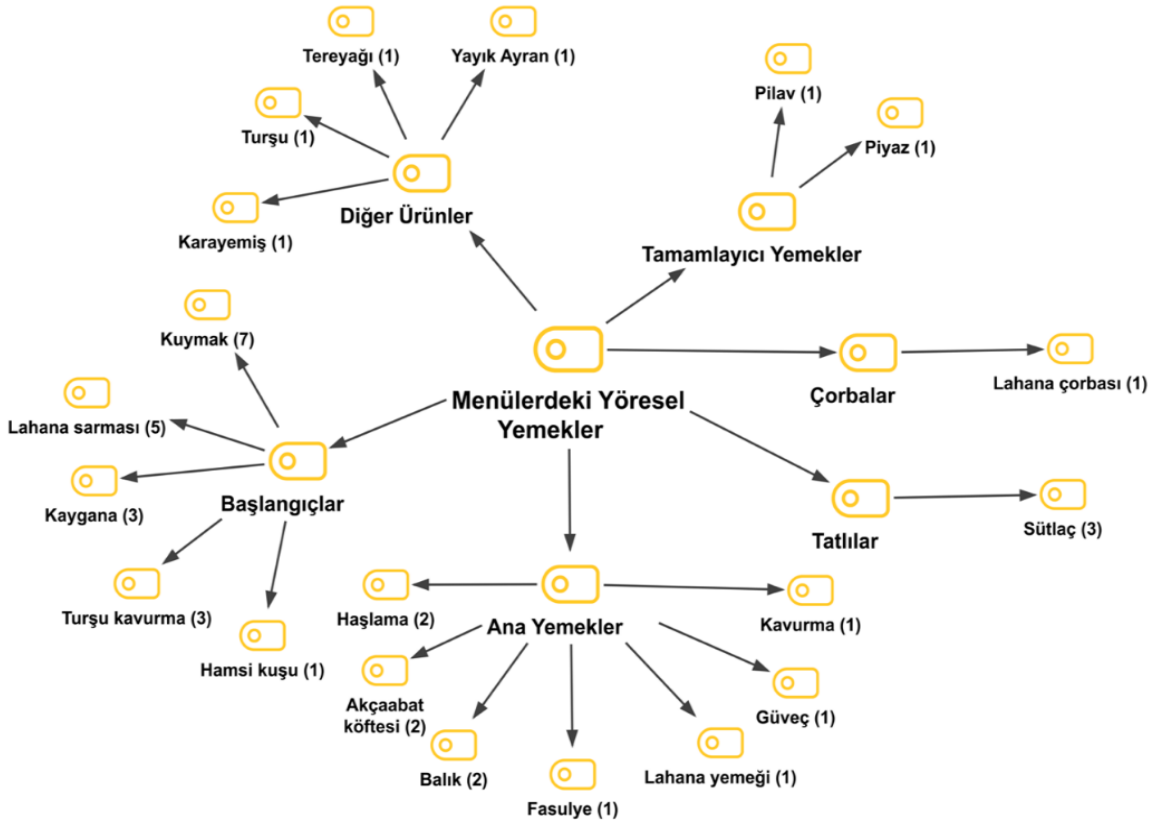 Tereyağı (1)
Yayık Ayran (1)
Turşu (1)
Karayemiş (1)
Diğer Ürünler
Pilav (1)
Piyaz (1)
Tamamlayıcı Yemekler
Menülerdeki Yöresel
Yemekler
Çorbalar
Lahana çorbası (1)
Tatlılar
Sütlaç (3)
Kuymak (7)
Lahana sarması (5)
Kaygana (3)
Başlangıçlar
Turşu kavurma (3)
Hamsi kuşu (1)
Ana Yemekler
Haşlama (2)
Akçaabat
köftesi (2)
Balık (2)
Fasulye (1)
Lahana yemeği (1)
Güveç (1)
Kavurma (1)